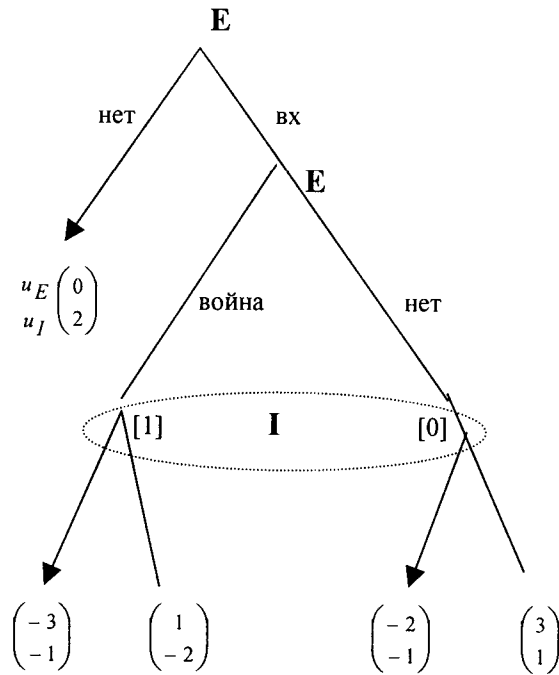 E
нет вх
E
u_E ( 0 )
u_I ( 2 )
война нет
[1] I [0]
( − 3 ) ( 1 ) ( − 2 ) ( 3 )
( − 1 ) ( − 2 ) ( − 1 ) ( 1 )